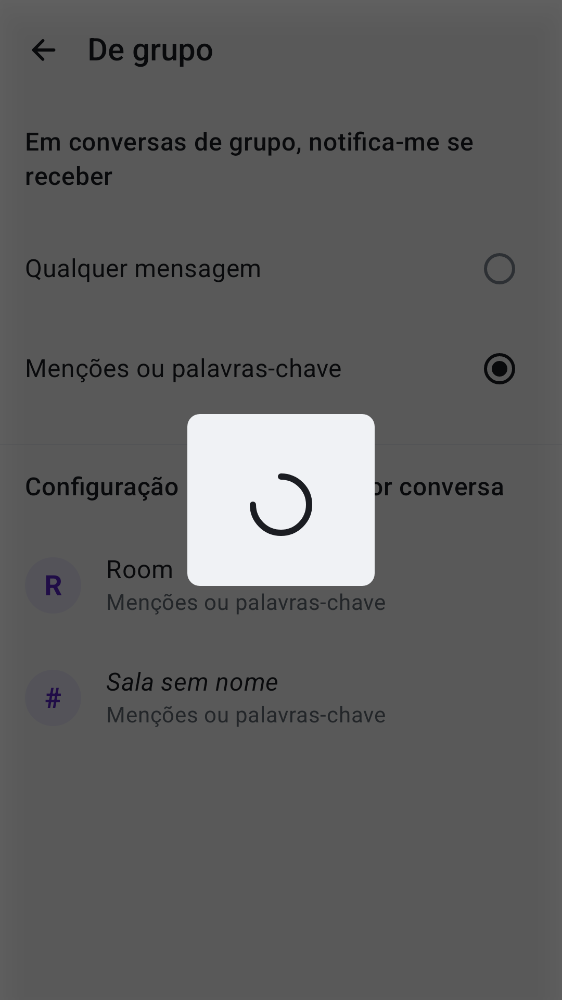 De grupo
Em conversas de grupo, notifica-me se
receber
Qualquer mensagem
Menções ou palavras-chave
Configuração or conversa
R
Room
Menções ou palavras-chave
#
Sala sem nome
Menções ou palavras-chave